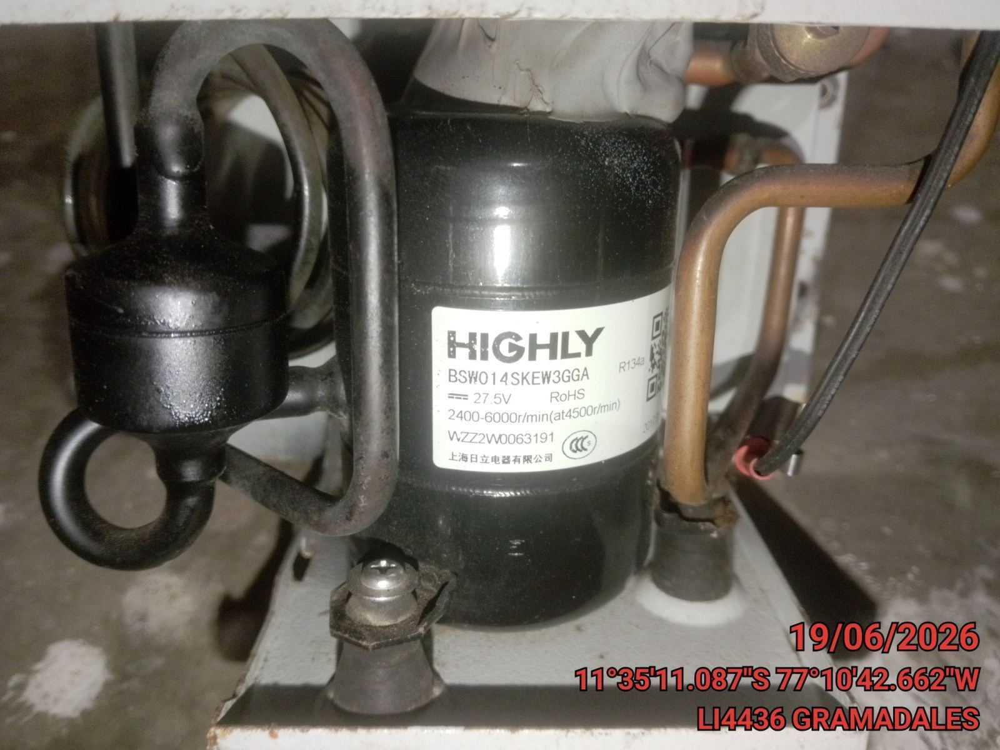 HIGHLY
BSW014SKEW3GGA
R134a
27.5V RoHS
2400-6000r/min(at4500r/min)
WZZ2W0063191
CCC S
上海日立电器有限公司
19/06/2026
11°35'11.087"S 77°10'42.662"W
LI4436 GRAMADALES